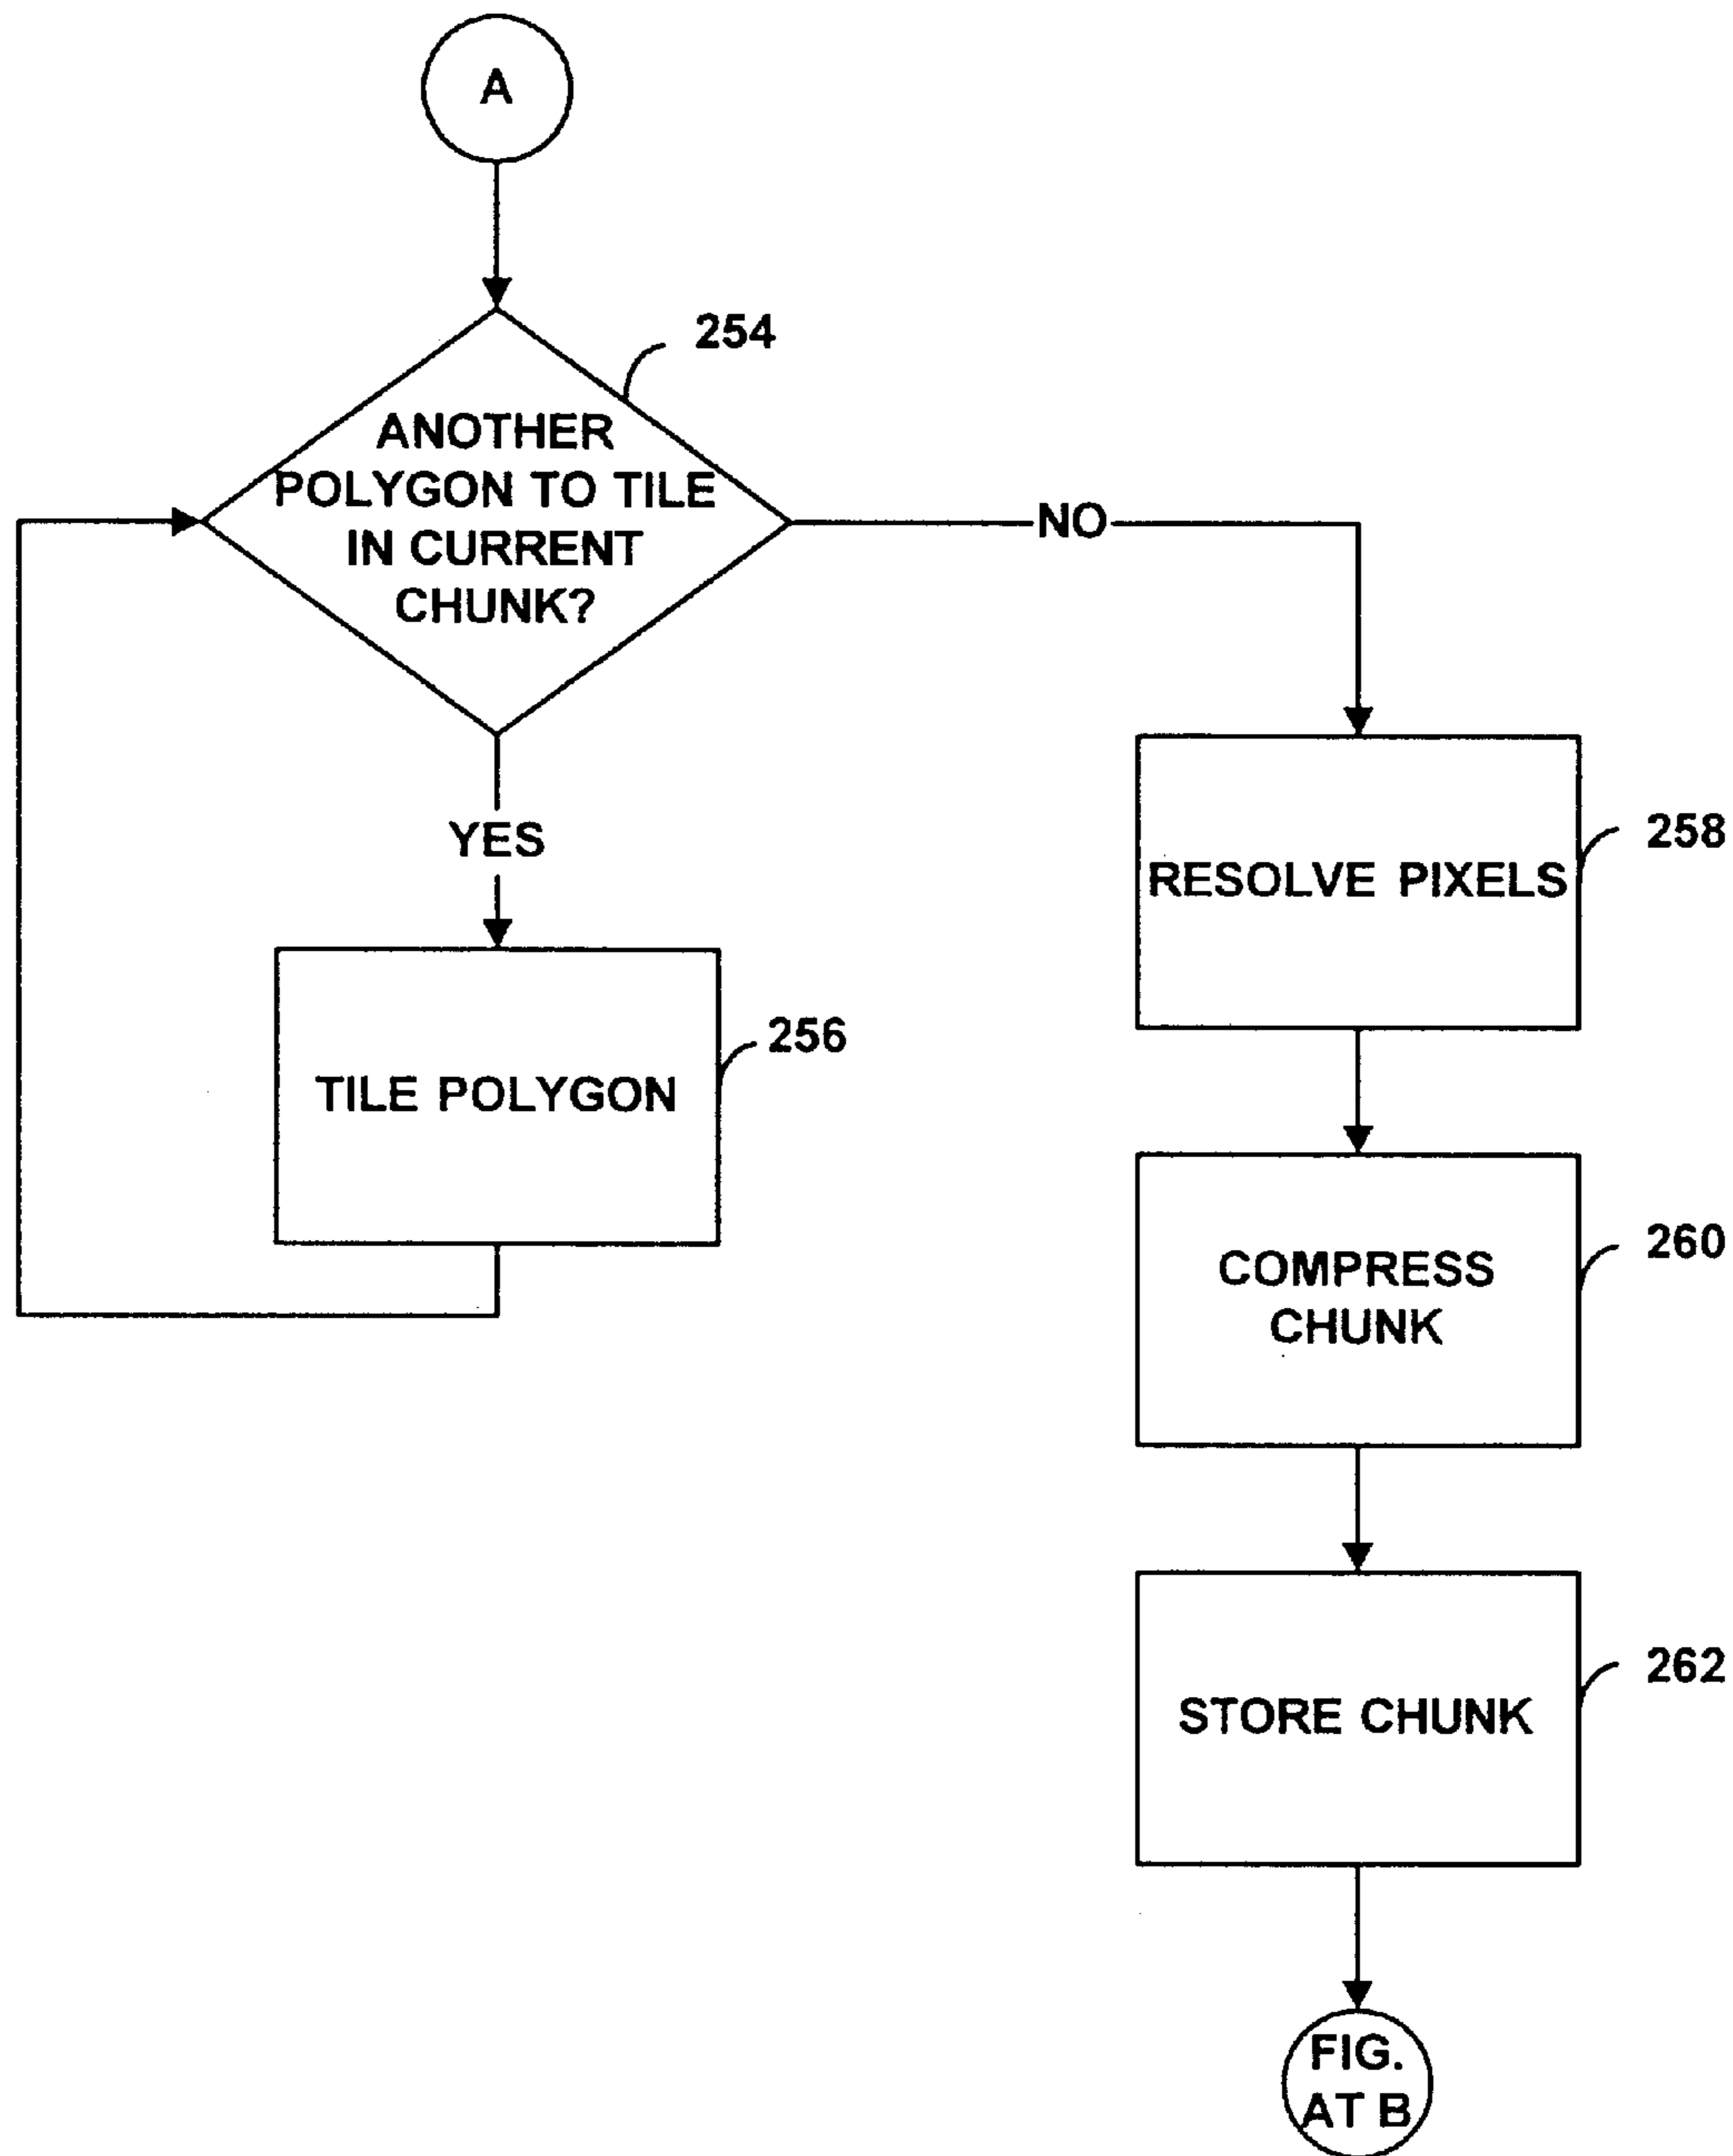 A
254
ANOTHER
POLYGON TO TILE
IN CURRENT
CHUNK?
NO
YES
258
RESOLVE PIXELS
256
TILE POLYGON
260
COMPRESS
CHUNK
262
STORE CHUNK
FIG.
AT B